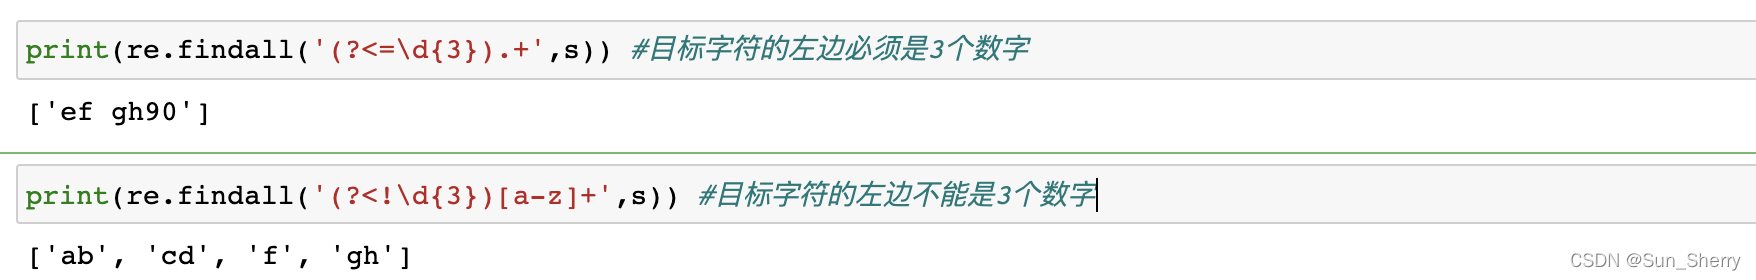 print(re.findall('(?<=\d{3}).+',s)) #目标字符的左边必须是3个数字
['ef gh90']
print(re.findall('(?<!\d{3})[a-z]+',s)) #目标字符的左边不能是3个数字
['ab', 'cd', 'f', 'gh']
CSDN @Sun_Sherry